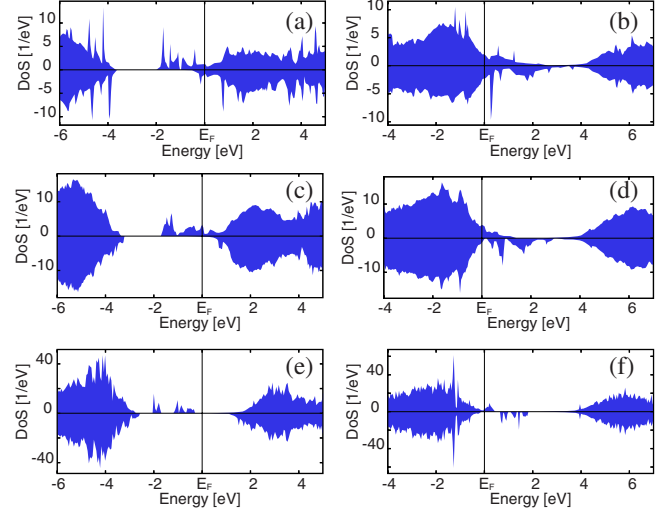 (a)
DoS [1/eV]
10
5
0
-5
-10
-6 -4 -2 E_F 2 4
Energy [eV]
(b)
DoS [1/eV]
10
5
0
-5
-10
-4 -2 E_F 2 4 6
Energy [eV]
(c)
DoS [1/eV]
10
0
-10
-6 -4 -2 E_F 2 4
Energy [eV]
(d)
DoS [1/eV]
10
0
-10
-4 -2 E_F 2 4 6
Energy [eV]
(e)
DoS [1/eV]
40
0
-40
-6 -4 -2 E_F 2 4
Energy [eV]
(f)
DoS [1/eV]
40
0
-40
-4 -2 E_F 2 4 6
Energy [eV]